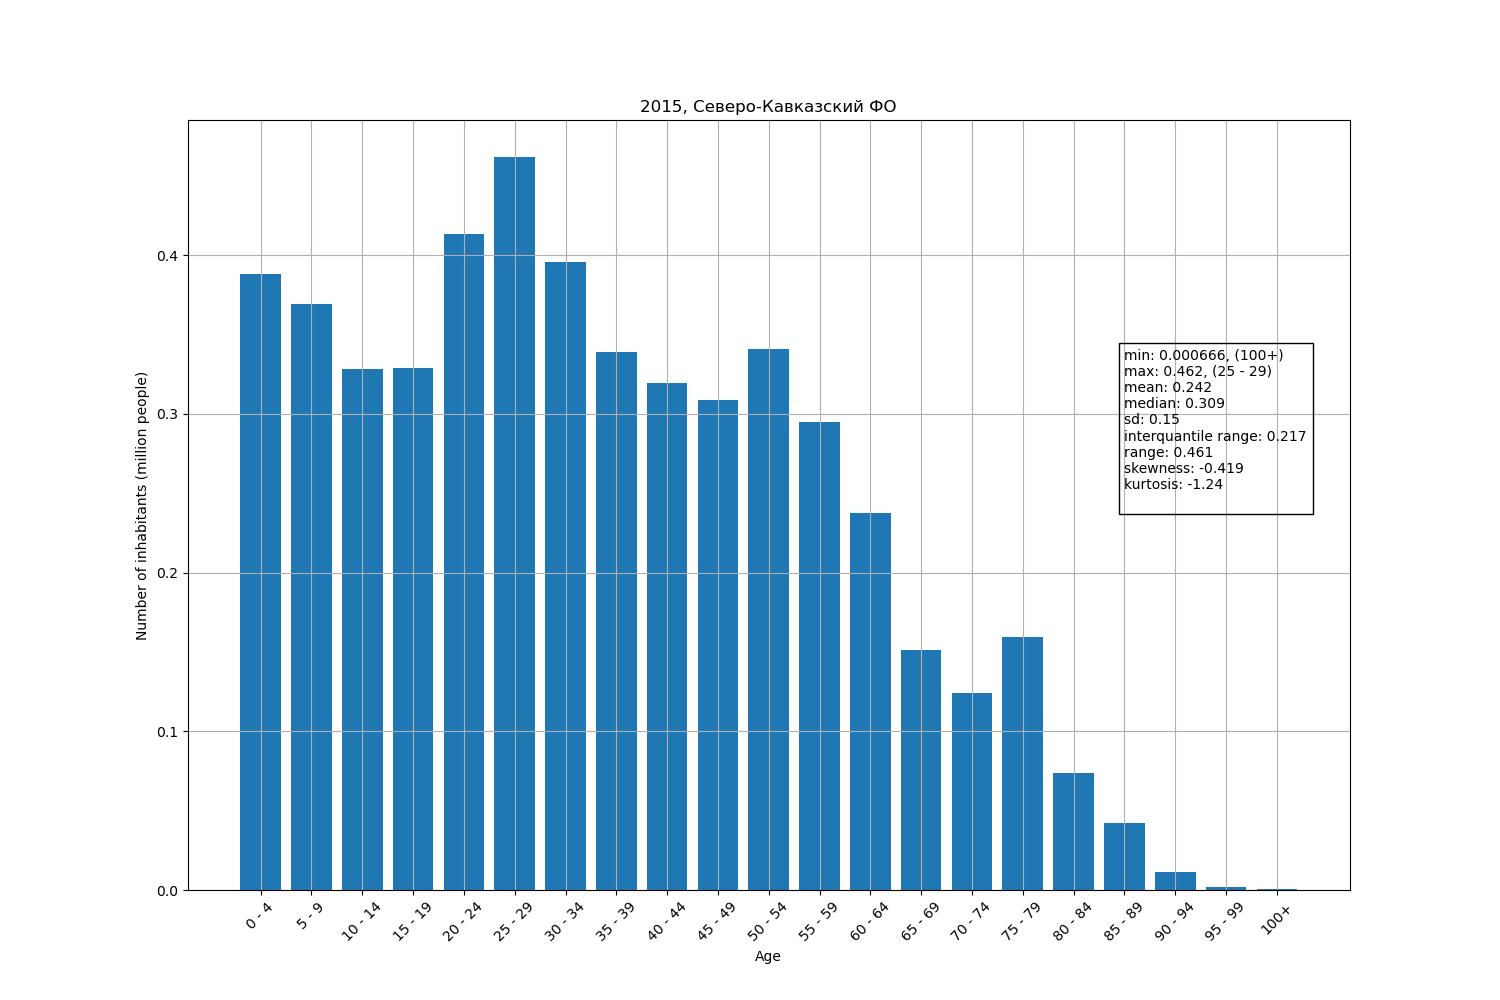 2015, Северо-Кавказский ФО
Number of inhabitants (million people)
0.4
0.3
0.2
0.1
0.0
min: 0.000666, (100+)
max: 0.462, (25 - 29)
mean: 0.242
median: 0.309
sd: 0.15
interquantile range: 0.217
range: 0.461
skewness: -0.419
kurtosis: -1.24
0 - 4
5 - 9
10 - 14
15 - 19
20 - 24
25 - 29
30 - 34
35 - 39
40 - 44
45 - 49
50 - 54
55 - 59
60 - 64
65 - 69
70 - 74
75 - 79
80 - 84
85 - 89
90 - 94
95 - 99
100+
Age